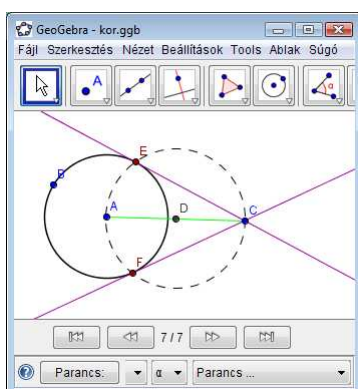 GeoGebra - kor.ggb
Fájl Szerkesztés Nézet Beállítások Tools Ablak Súgó
A
α
E
B
A
D
C
F
7 / 7
Parancs: α Parancs ...